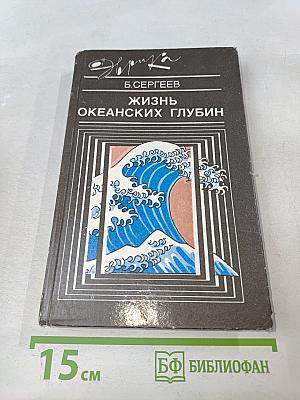 Эврика
Б.СЕРГЕЕВ
ЖИЗНЬ
ОКЕАНСКИХ ГЛУБИН
15 см
БФ БИБЛИОФАН